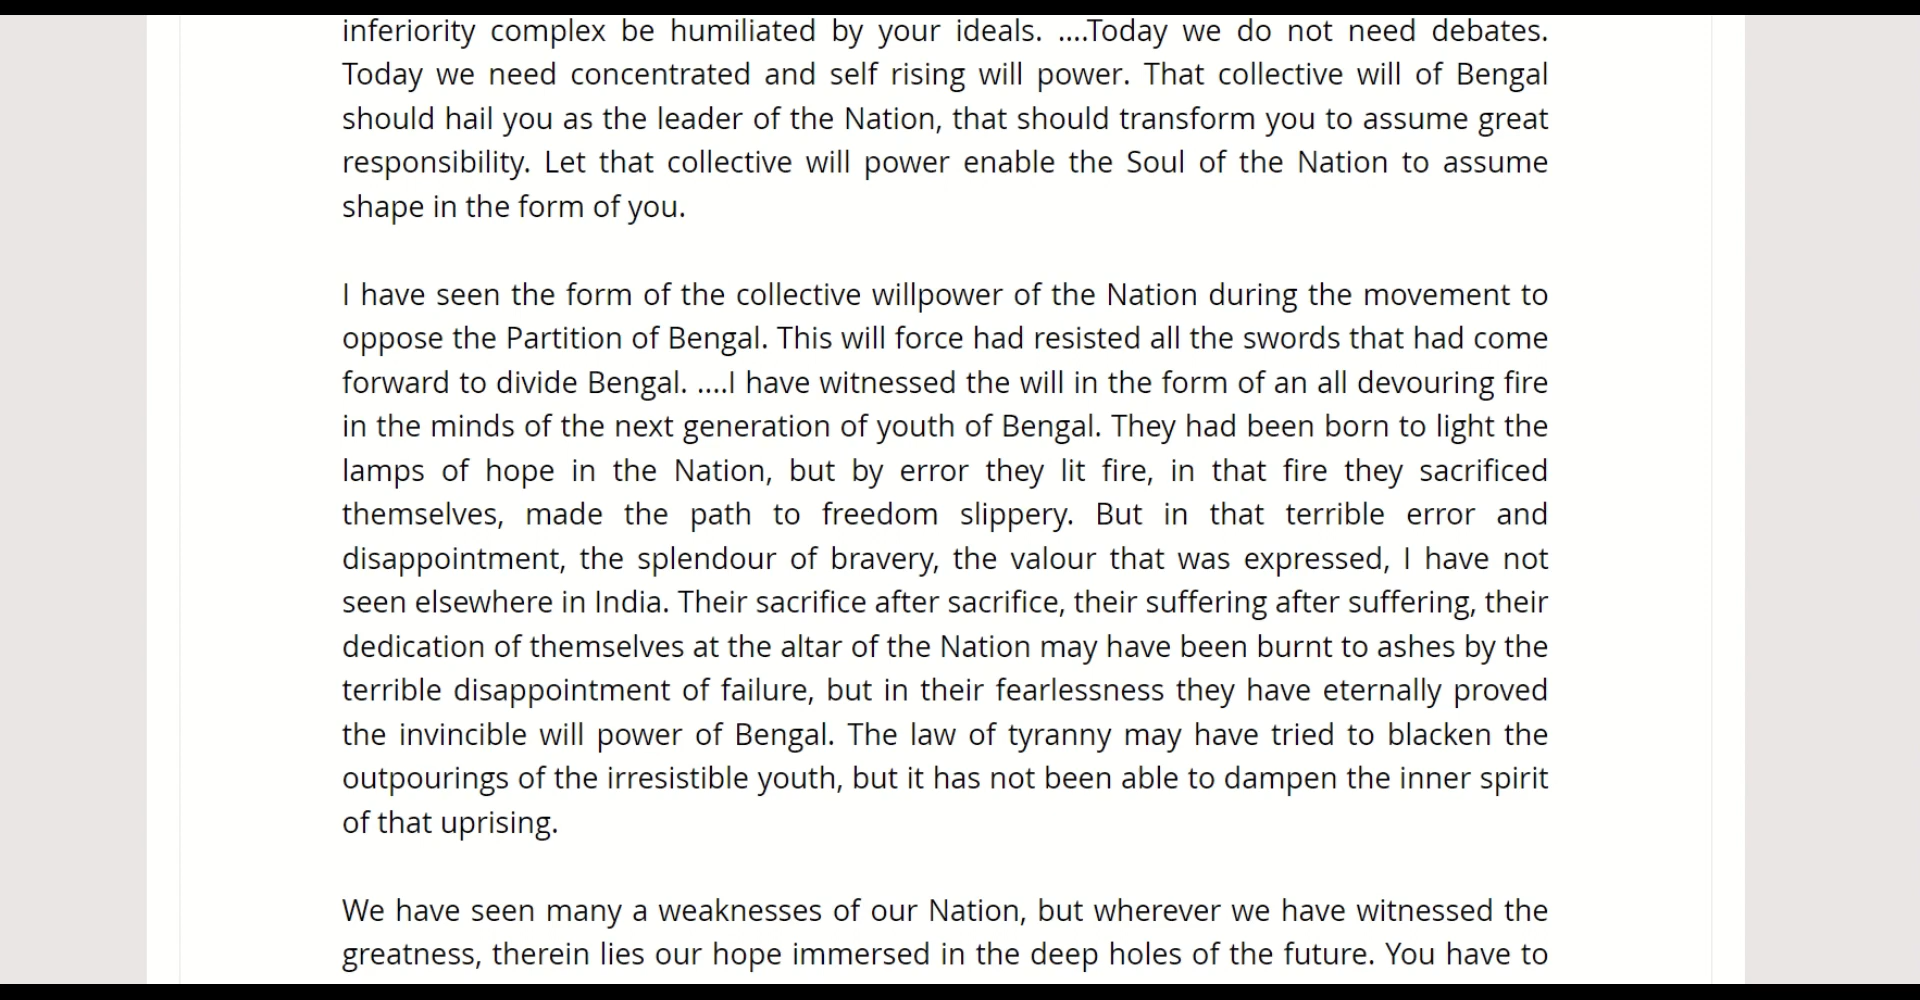 inferiority complex be humiliated by your ideals. ....Today we do not need debates.
Today we need concentrated and self rising will power. That collective will of Bengal
should hail you as the leader of the Nation, that should transform you to assume great
responsibility. Let that collective will power enable the Soul of the Nation to assume
shape in the form of you.
I have seen the form of the collective willpower of the Nation during the movement to
oppose the Partition of Bengal. This will force had resisted all the swords that had come
forward to divide Bengal. ....I have witnessed the will in the form of an all devouring fire
in the minds of the next generation of youth of Bengal. They had been born to light the
lamps of hope in the Nation, but by error they lit fire, in that fire they sacrificed
themselves, made the path to freedom slippery. But in that terrible error and
disappointment, the splendour of bravery, the valour that was expressed, I have not
seen elsewhere in India. Their sacrifice after sacrifice, their suffering after suffering, their
dedication of themselves at the altar of the Nation may have been burnt to ashes by the
terrible disappointment of failure, but in their fearlessness they have eternally proved
the invincible will power of Bengal. The law of tyranny may have tried to blacken the
outpourings of the irresistible youth, but it has not been able to dampen the inner spirit
of that uprising.
We have seen many a weaknesses of our Nation, but wherever we have witnessed the
greatness, therein lies our hope immersed in the deep holes of the future. You have to